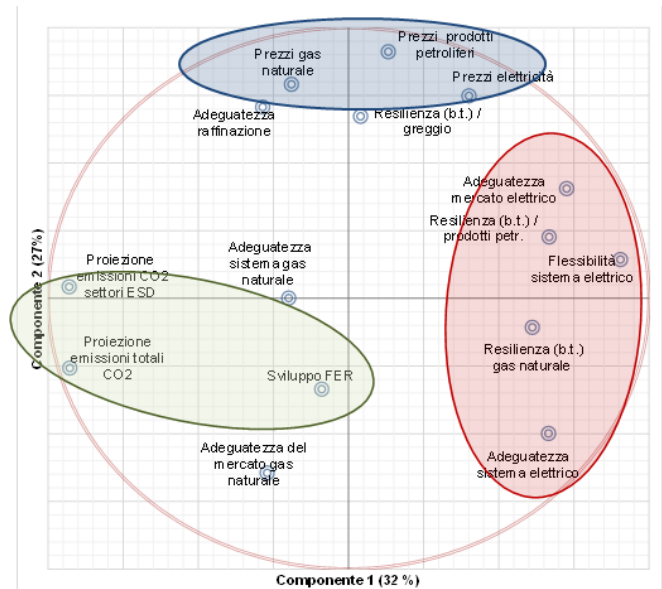 Prezzi prodotti
petroliferi
Prezzi gas
naturale
Prezzi elettricità
Adeguatezza
raffinazione
Resilienza (b.t.) /
greggio
Adeguatezza
mercato elettrico
Resilienza (b.t.) /
prodotti petr.
Flessibilità
sistema elettrico
Adeguatezza
sistema gas
naturale
Proiezione
emissioni CO2
settori ESD
Componente 2 (27%)
Proiezione
emissioni totali
CO2
Sviluppo FER
Resilienza (b.t.)
gas naturale
Adeguatezza del
mercato gas
naturale
Adeguatezza
sistema elettrico
Componente 1 (32 %)